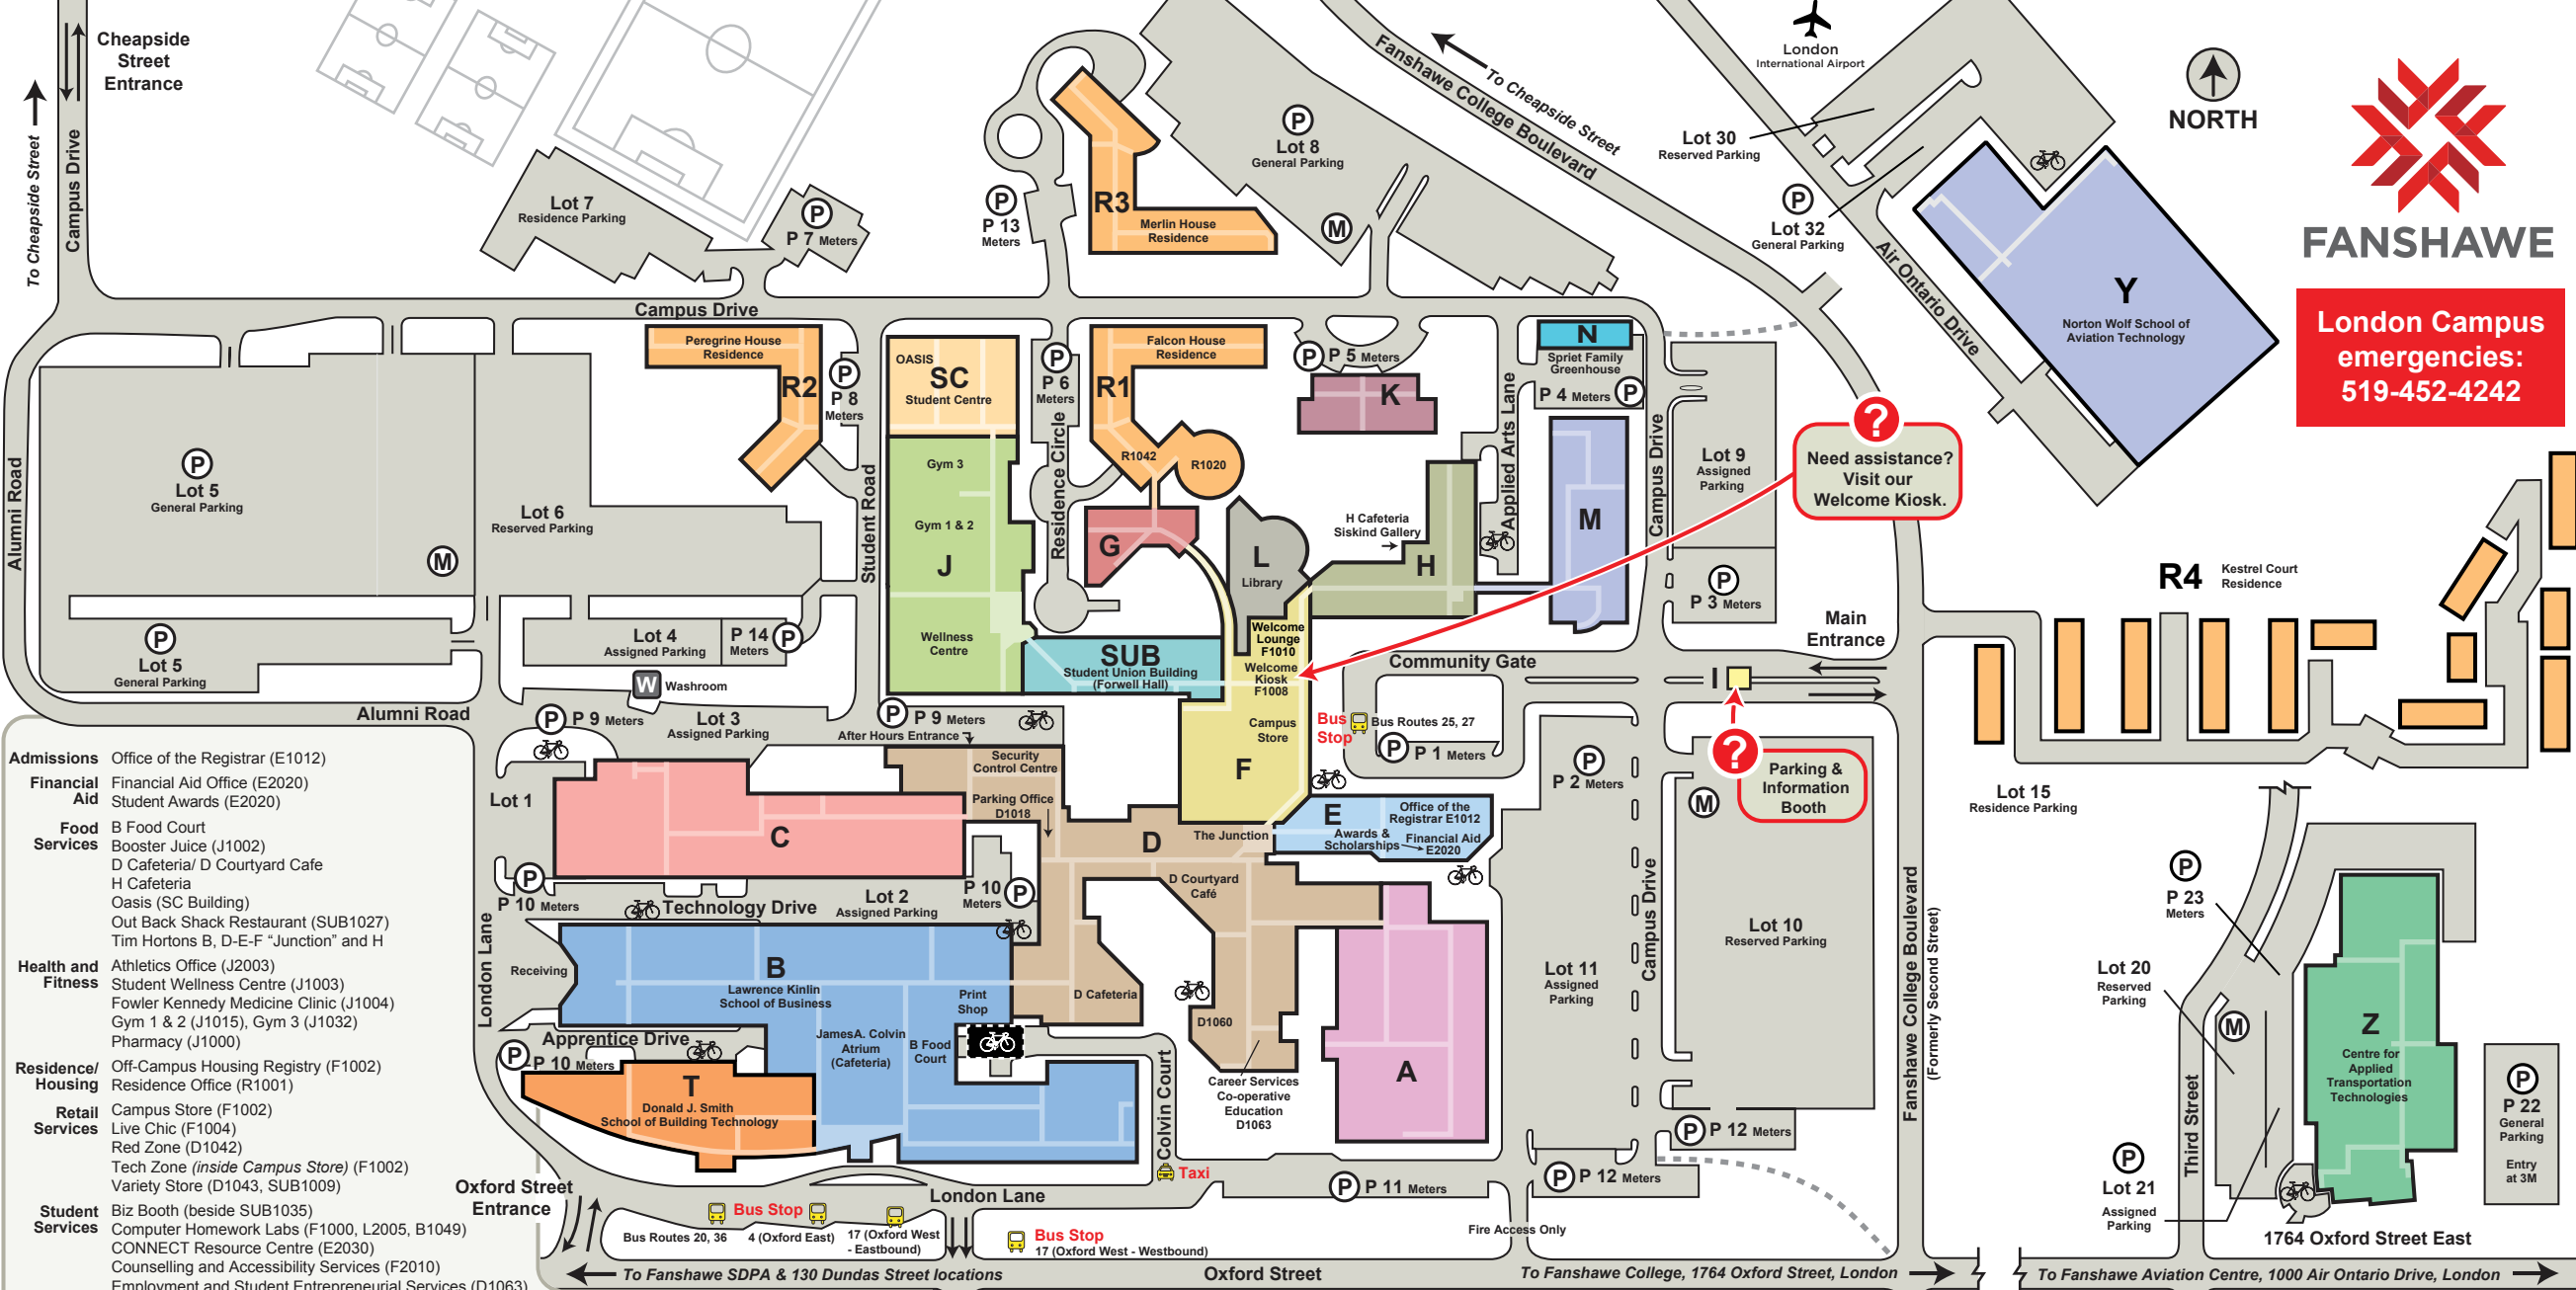 Cheapside
Street
Entrance
To Cheapside Street
Campus Drive
Lot 7
Residence Parking
P
P 7 Meters
P
P 13
Meters
R3
Merlin House
Residence
P
Lot 8
General Parking
M
To Cheapside Street
Fanshawe College Boulevard
London
International Airport
Lot 30
Reserved Parking
P
Lot 32
General Parking
Air Ontario Drive
Y
Norton Wolf School of
Aviation Technology
NORTH
FANSHAWE
London Campus
emergencies:
519-452-4242
Campus Drive
Alumni Road
P
Lot 5
General Parking
M
Lot 6
Reserved Parking
P
Lot 5
General Parking
Lot 4
Assigned Parking
P 14
Meters
P
W
Washroom
Alumni Road
P
P 9 Meters
Lot 3
Assigned Parking
Peregrine House
Residence
R2
P
P 8
Meters
Student Road
OASIS
SC
Student Centre
Gym 3
Gym 1 & 2
J
Wellness
Centre
P
P 6
Meters
Residence Circle
Falcon House
Residence
R1
R1042
R1020
G
L
Library
SUB
Student Union Building
(Forwell Hall)
P
P 9 Meters
After Hours Entrance
P
P 5 Meters
K
H Cafeteria
Siskind Gallery
H
Applied Arts Lane
N
Spriet Family
Greenhouse
P 4 Meters
P
M
Campus Drive
Lot 9
Assigned
Parking
P
P 3 Meters
?
Need assistance?
Visit our
Welcome Kiosk.
Main
Entrance
Community Gate
I
Welcome
Lounge
F1010
Welcome
Kiosk
F1008
Campus
Store
F
Bus
Stop
Bus Routes 25, 27
P
P 1 Meters
P
P 2 Meters
?
Parking &
Information
Booth
M
Lot 10
Reserved Parking
R4
Kestrel Court
Residence
Lot 15
Residence Parking
Lot 1
C
Security
Control Centre
Parking Office
D1018
D
The Junction
E
Office of the
Registrar E1012
Awards &
Scholarships
Financial Aid
E2020
P
P 10 Meters
Technology Drive
Lot 2
Assigned Parking
P 10
Meters
P
D Courtyard
Café
London Lane
Receiving
B
Lawrence Kinlin
School of Business
Print
Shop
D Cafeteria
D1060
JamesA. Colvin
Atrium
(Cafeteria)
B Food
Court
Apprentice Drive
P
P 10 Meters
T
Donald J. Smith
School of Building Technology
Career Services
Co-operative
Education
D1063
A
Colvin Court
Taxi
Lot 11
Assigned
Parking
Campus Drive
P
P 12 Meters
P
P 12 Meters
P
P 11 Meters
Fire Access Only
Fanshawe College Boulevard
(Formerly Second Street)
P
P 23
Meters
Lot 20
Reserved
Parking
M
Third Street
P
Lot 21
Assigned
Parking
Z
Centre for
Applied
Transportation
Technologies
P
P 22
General
Parking
Entry
at 3M
1764 Oxford Street East
Oxford Street
Entrance
London Lane
Bus Stop
Bus Routes 20, 36
4 (Oxford East)
17 (Oxford West
- Eastbound)
Bus Stop
17 (Oxford West - Westbound)
To Fanshawe SDPA & 130 Dundas Street locations
Oxford Street
To Fanshawe College, 1764 Oxford Street, London
To Fanshawe Aviation Centre, 1000 Air Ontario Drive, London
Admissions Office of the Registrar (E1012)
Financial Financial Aid Office (E2020)
Aid Student Awards (E2020)
Food B Food Court
Services Booster Juice (J1002)
D Cafeteria/ D Courtyard Cafe
H Cafeteria
Oasis (SC Building)
Out Back Shack Restaurant (SUB1027)
Tim Hortons B, D-E-F “Junction” and H
Health and Athletics Office (J2003)
Fitness Student Wellness Centre (J1003)
Fowler Kennedy Medicine Clinic (J1004)
Gym 1 & 2 (J1015), Gym 3 (J1032)
Pharmacy (J1000)
Residence/ Off-Campus Housing Registry (F1002)
Housing Residence Office (R1001)
Retail Campus Store (F1002)
Services Live Chic (F1004)
Red Zone (D1042)
Tech Zone (inside Campus Store) (F1002)
Variety Store (D1043, SUB1009)
Student Biz Booth (beside SUB1035)
Services Computer Homework Labs (F1000, L2005, B1049)
CONNECT Resource Centre (E2030)
Counselling and Accessibility Services (F2010)
Employment and Student Entrepreneurial Services (D1063)